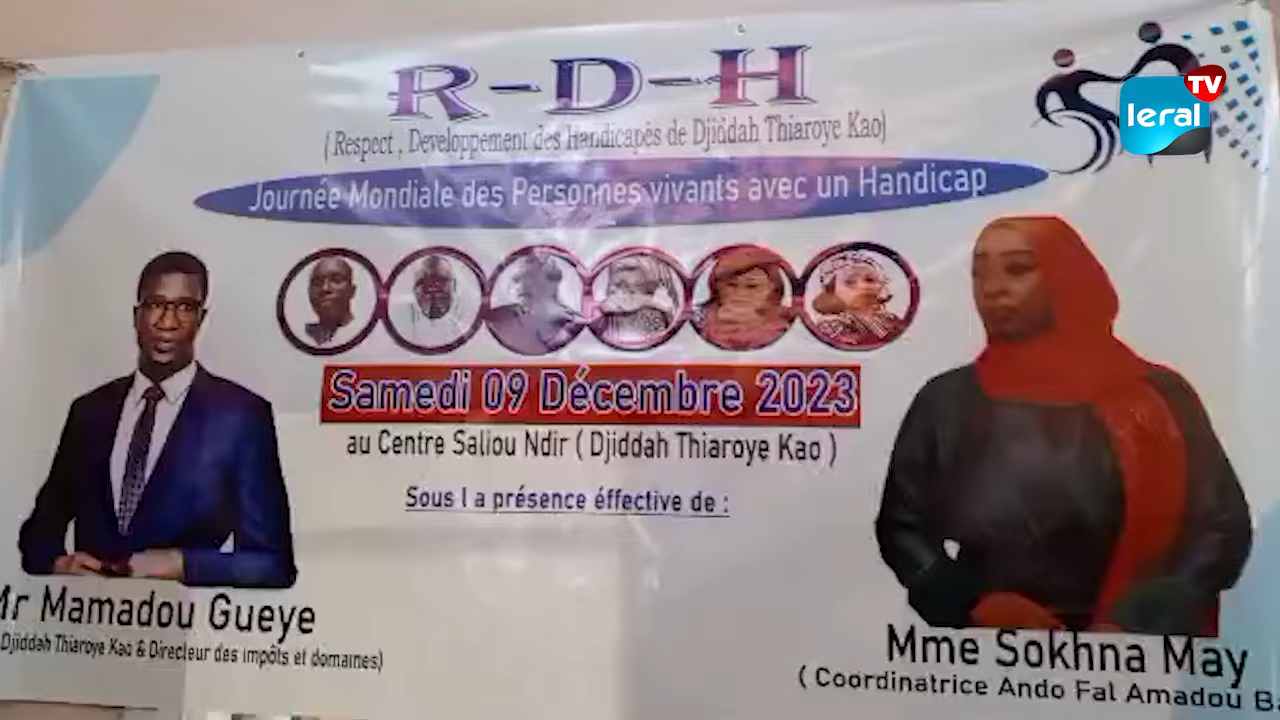 R-D-H
TV
leral
( Respect , Developpement des Handicapès de Djiddah Thiaroye Kao)
Journée Mondiale des Personnes vivants avec un Handicap
Samedi 09 Décembre 2023
au Centre Saliou Ndir ( Djiddah Thiaroye Kao )
Sous l a présence éffective de :
Mr Mamadou Gueye
Djiddah Thiaroye Kao & Directeur des impôts et domaines)
Mme Sokhna May
( Coordinatrice Ando Fal Amadou Ba